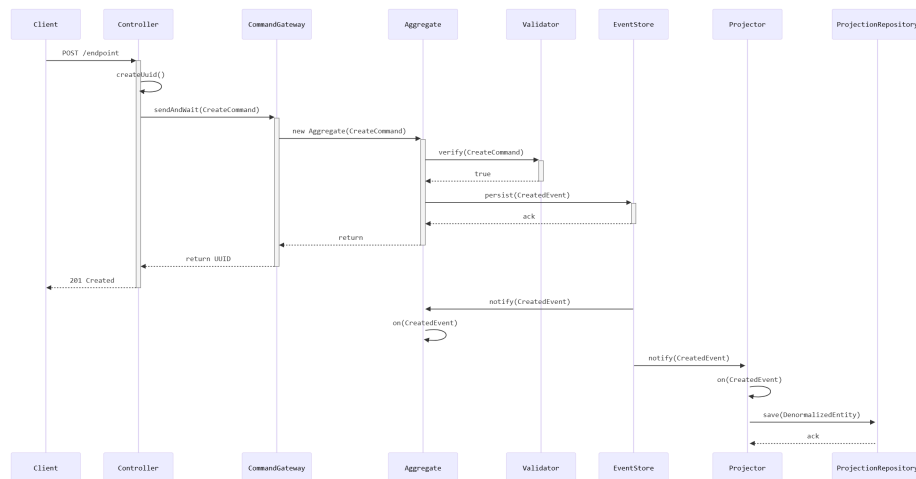 Client Controller CommandGateway Aggregate Validator EventStore Projector ProjectionRepository
POST /endpoint
createUuid()
sendAndWait(CreateCommand)
new Aggregate(CreateCommand)
verify(CreateCommand)
true
persist(CreatedEvent)
ack
return
return UUID
201 Created
notify(CreatedEvent)
on(CreatedEvent)
notify(CreatedEvent)
on(CreatedEvent)
save(DenormalizedEntity)
ack
Client Controller CommandGateway Aggregate Validator EventStore Projector ProjectionRepository